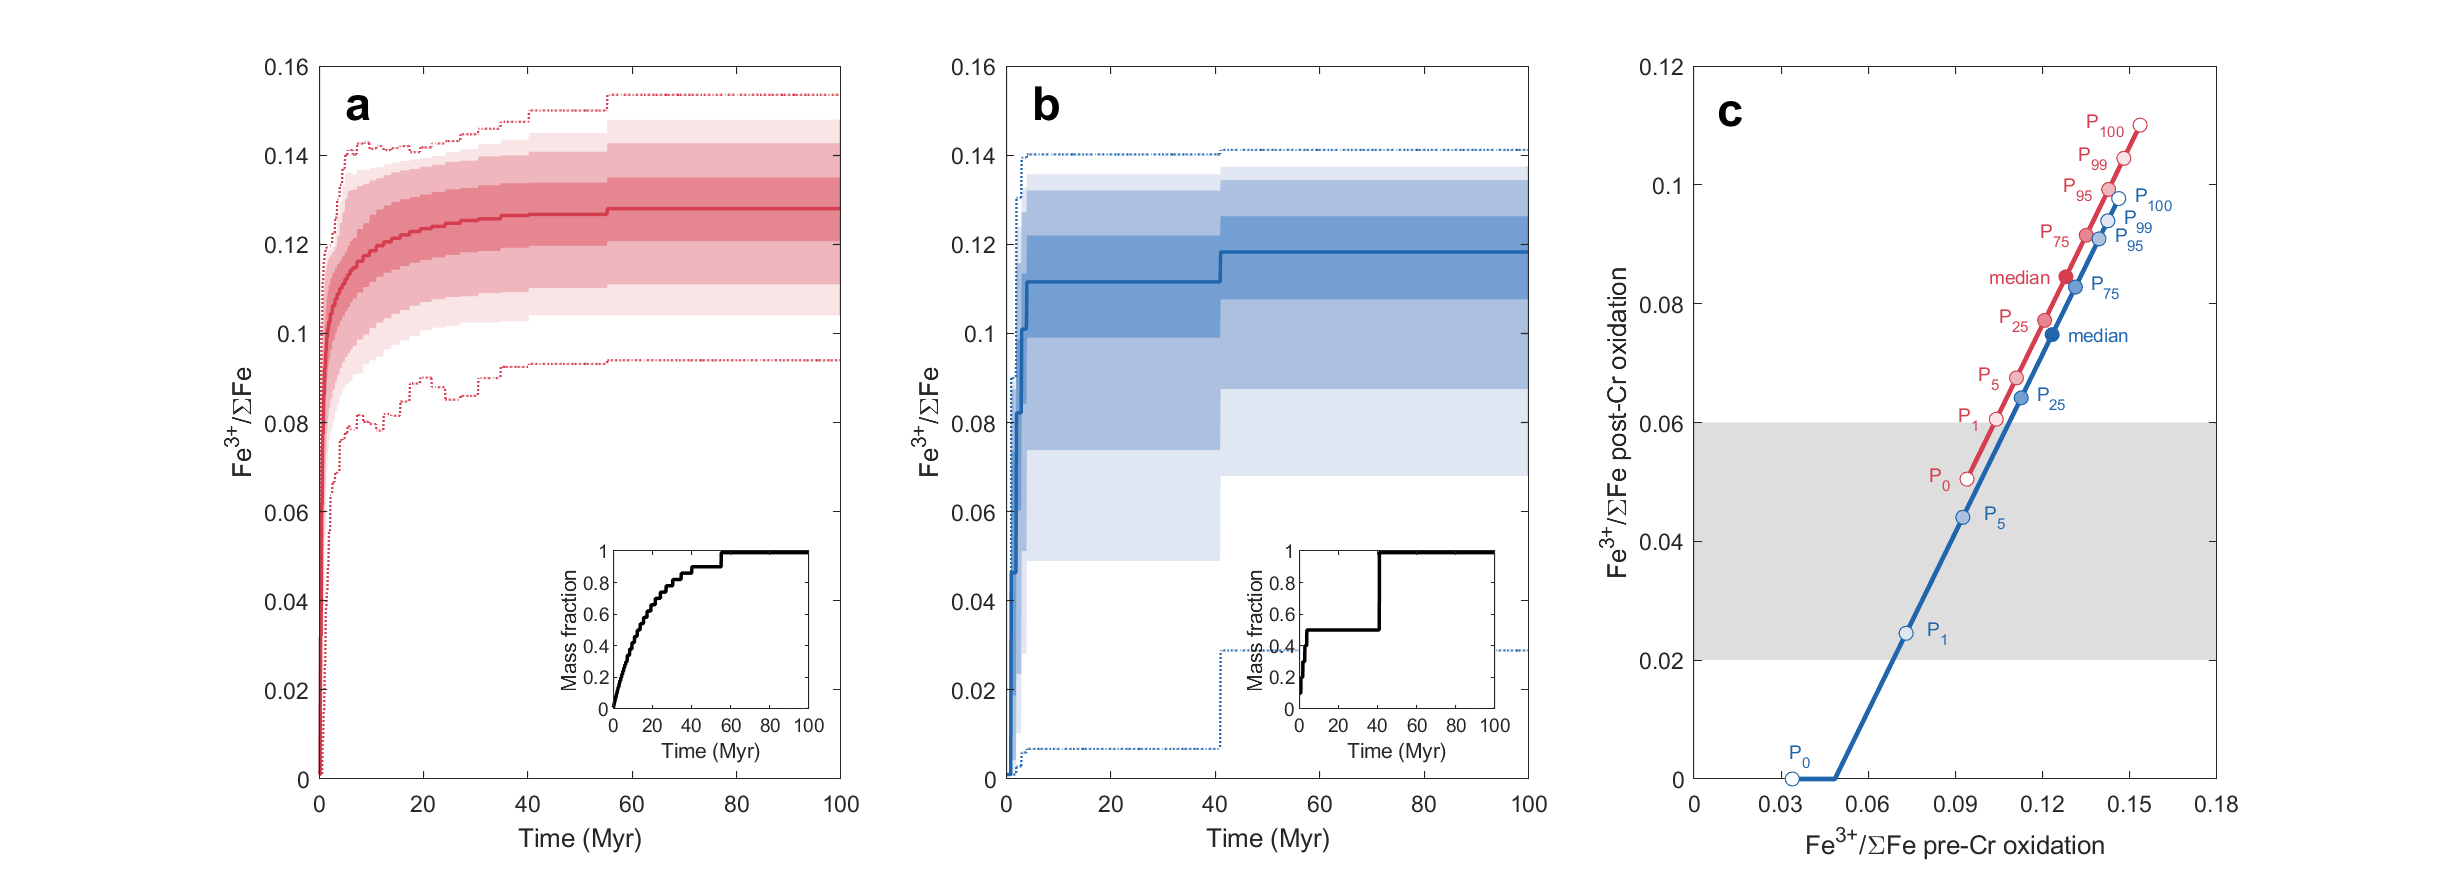 a
0.16
0.14
0.12
0.1
0.08
0.06
0.04
0.02
0
Fe3+/ΣFe
0 20 40 60 80 100
Time (Myr)
1
0.8
0.6
0.4
0.2
0
Mass fraction
0 20 40 60 80 100
Time (Myr)
b
0.16
0.14
0.12
0.1
0.08
0.06
0.04
0.02
0
Fe3+/ΣFe
0 20 40 60 80 100
Time (Myr)
1
0.8
0.6
0.4
0.2
0
Mass fraction
0 20 40 60 80 100
Time (Myr)
c
0.12
0.1
0.08
0.06
0.04
0.02
0
Fe3+/ΣFe post-Cr oxidation
P100
P99
P95
P75
median
P25
P5
P1
P0
P100
P99
P95
P75
median
P25
P5
P1
P0
0 0.03 0.06 0.09 0.12 0.15 0.18
Fe3+/ΣFe pre-Cr oxidation